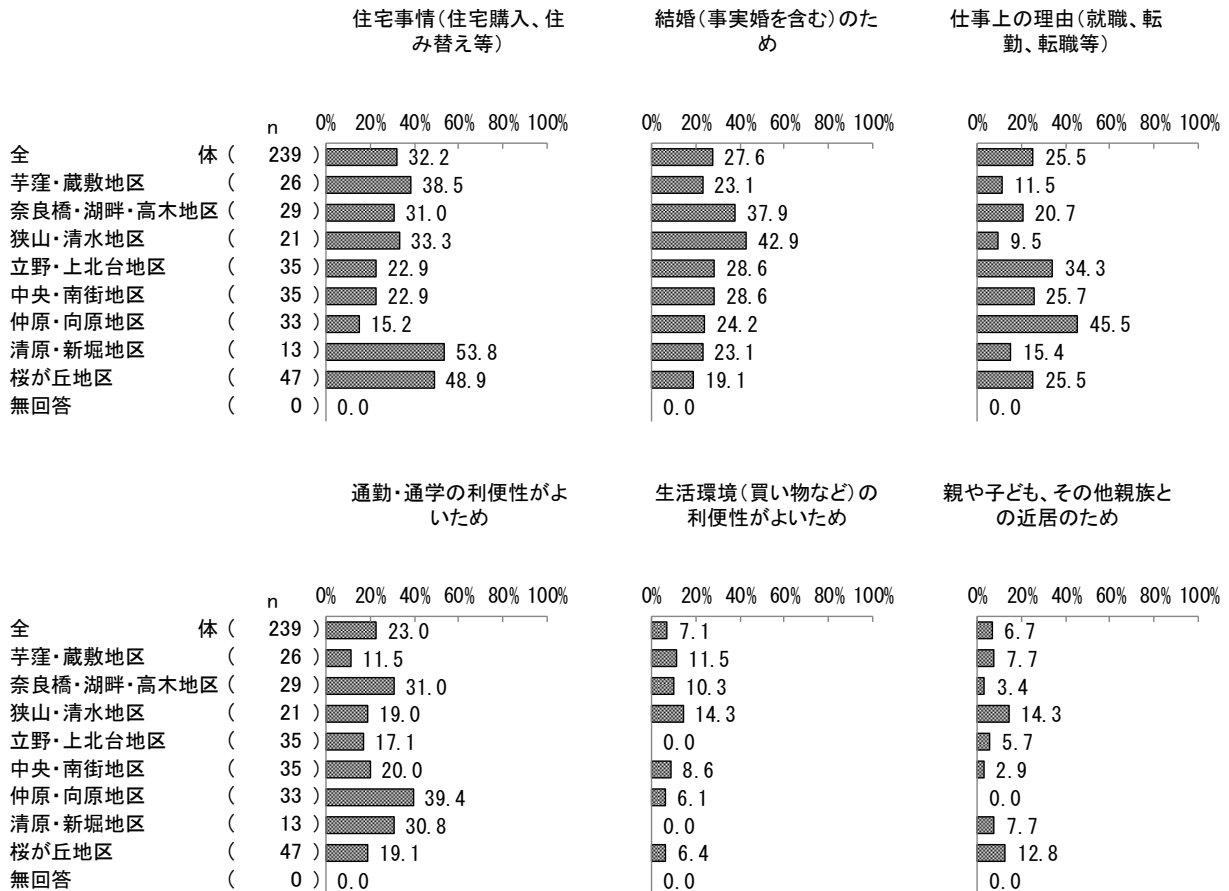 住宅事情(住宅購入、住み替え等)
結婚(事実婚を含む)のため
仕事上の理由(就職、転勤、転職等)
n 0% 20% 40% 60% 80% 100% 0% 20% 40% 60% 80% 100% 0% 20% 40% 60% 80% 100%
全体 ( 239 ) 32.2 27.6 25.5
芋窪・蔵敷地区 ( 26 ) 38.5 23.1 11.5
奈良橋・湖畔・高木地区 ( 29 ) 31.0 37.9 20.7
狭山・清水地区 ( 21 ) 33.3 42.9 9.5
立野・上北台地区 ( 35 ) 22.9 28.6 34.3
中央・南街地区 ( 35 ) 22.9 28.6 25.7
仲原・向原地区 ( 33 ) 15.2 24.2 45.5
清原・新堀地区 ( 13 ) 53.8 23.1 15.4
桜が丘地区 ( 47 ) 48.9 19.1 25.5
無回答 ( 0 ) 0.0 0.0 0.0
通勤・通学の利便性がよいため
生活環境(買い物など)の利便性がよいため
親や子ども、その他親族との近居のため
n 0% 20% 40% 60% 80% 100% 0% 20% 40% 60% 80% 100% 0% 20% 40% 60% 80% 100%
全体 ( 239 ) 23.0 7.1 6.7
芋窪・蔵敷地区 ( 26 ) 11.5 11.5 7.7
奈良橋・湖畔・高木地区 ( 29 ) 31.0 10.3 3.4
狭山・清水地区 ( 21 ) 19.0 14.3 14.3
立野・上北台地区 ( 35 ) 17.1 0.0 5.7
中央・南街地区 ( 35 ) 20.0 8.6 2.9
仲原・向原地区 ( 33 ) 39.4 6.1 0.0
清原・新堀地区 ( 13 ) 30.8 0.0 7.7
桜が丘地区 ( 47 ) 19.1 6.4 12.8
無回答 ( 0 ) 0.0 0.0 0.0